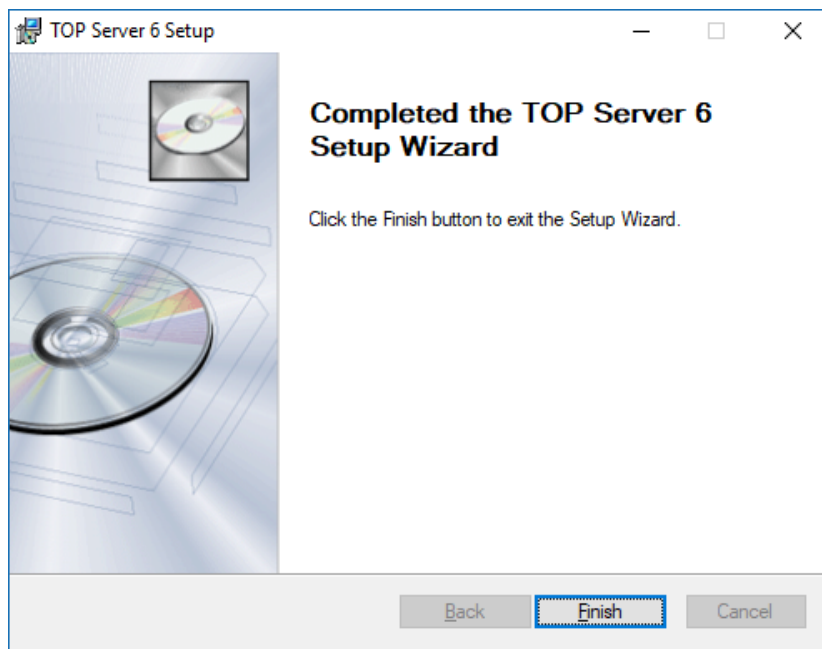 TOP Server 6 Setup
Completed the TOP Server 6
Setup Wizard
Click the Finish button to exit the Setup Wizard.
Back
Finish
Cancel